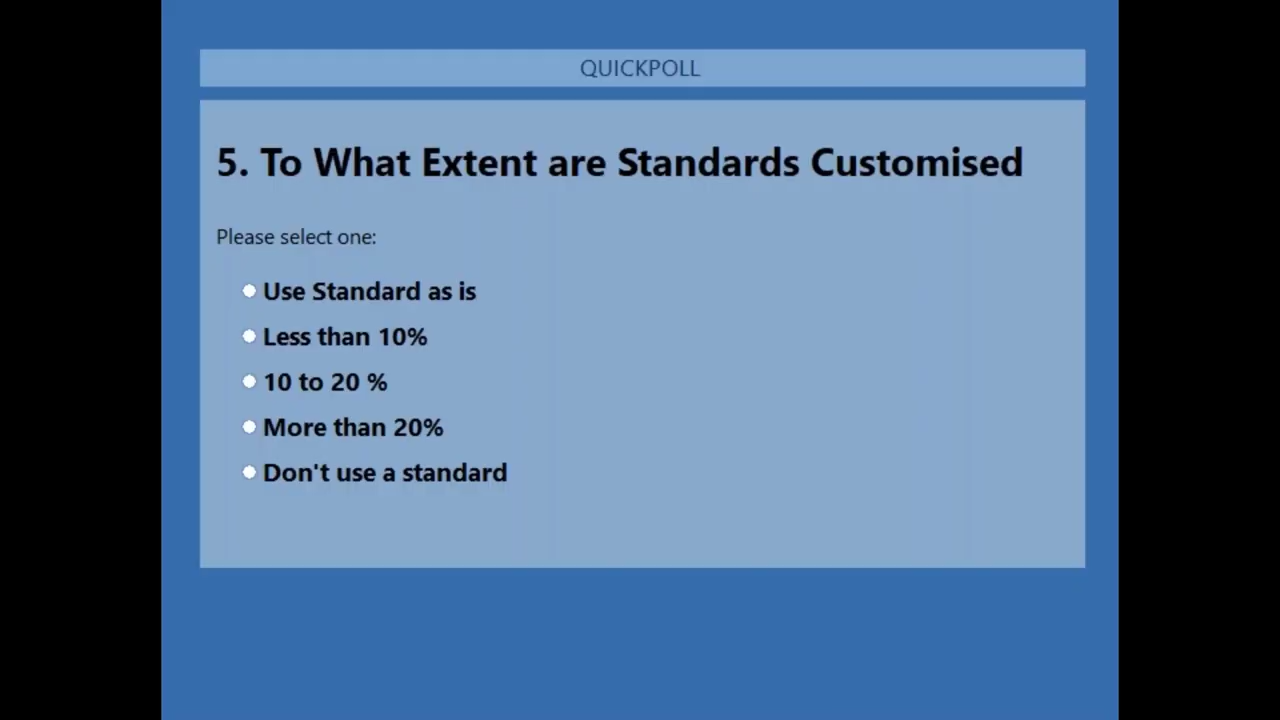 QUICKPOLL
5. To What Extent are Standards Customised
Please select one:
Use Standard as is
Less than 10%
10 to 20 %
More than 20%
Don't use a standard